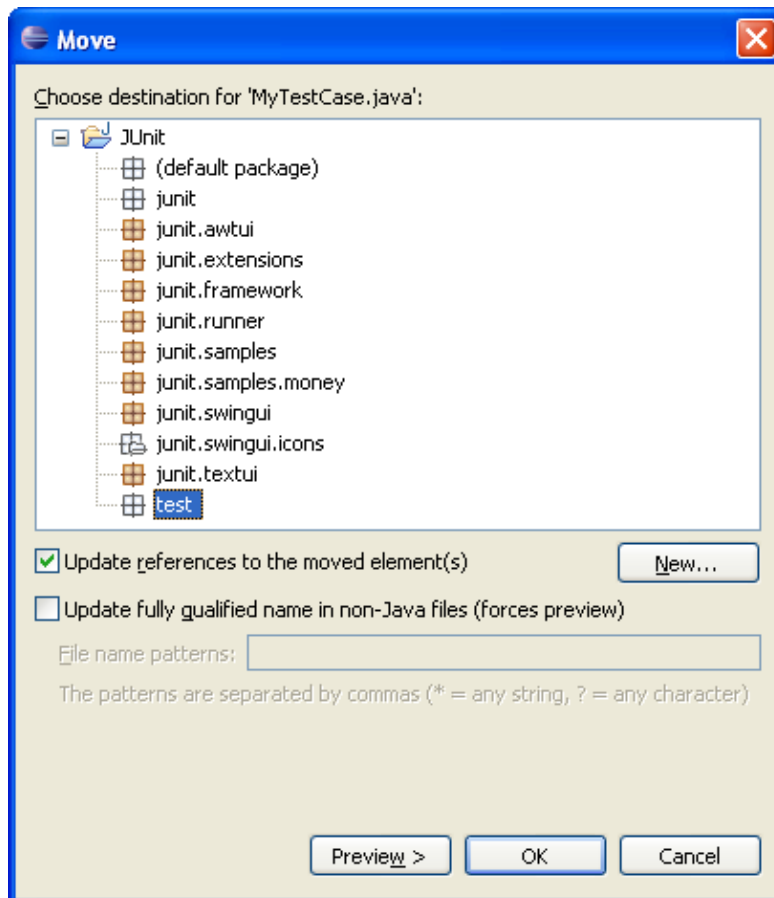 Move
Choose destination for 'MyTestCase.java':
JUnit
(default package)
junit
junit.awtui
junit.extensions
junit.framework
junit.runner
junit.samples
junit.samples.money
junit.swingui
junit.swingui.icons
junit.textui
test
Update references to the moved element(s) New...
Update fully qualified name in non-Java files (forces preview)
File name patterns:
The patterns are separated by commas (* = any string, ? = any character)
Preview > OK Cancel